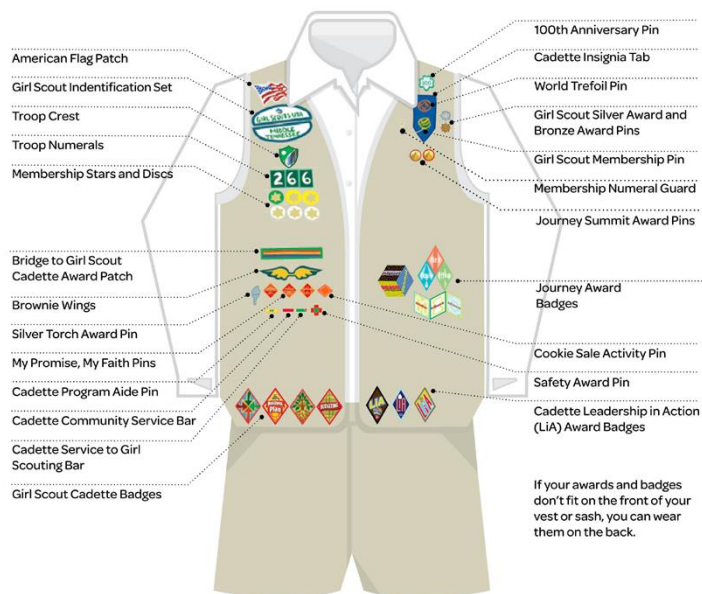 American Flag Patch
Girl Scout Indentification Set
Troop Crest
Troop Numerals
Membership Stars and Discs
Bridge to Girl Scout
Cadette Award Patch
Brownie Wings
Silver Torch Award Pin
My Promise, My Faith Pins
Cadette Program Aide Pin
Cadette Community Service Bar
Cadette Service to Girl
Scouting Bar
Girl Scout Cadette Badges
GIRL SCOUTS USA
MIDDLE
TENNESSEE
266
100th Anniversary Pin
Cadette Insignia Tab
World Trefoil Pin
Girl Scout Silver Award and
Bronze Award Pins
Girl Scout Membership Pin
Membership Numeral Guard
Journey Summit Award Pins
Journey Award
Badges
Cookie Sale Activity Pin
Safety Award Pin
Cadette Leadership in Action
(LiA) Award Badges
If your awards and badges
don't fit on the front of your
vest or sash, you can wear
them on the back.